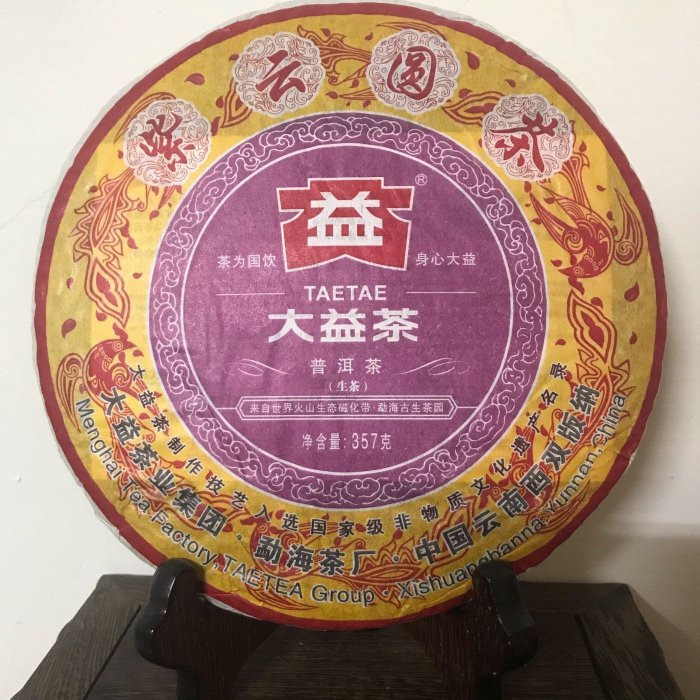 紫云圆茶
益
®
茶为国饮 身心大益
TAETAE
大益茶
普洱茶
(生茶)
来自世界火山生态磁化带·勐海古生茶园
净含量:357克
大益茶制作技艺入选国家级非物质文化遗产名录
大益茶业集团·勐海茶厂·中国云南西双版纳
Menghai Tea Factory, TAETEA Group · Xishuangbanna, Yunnan, China